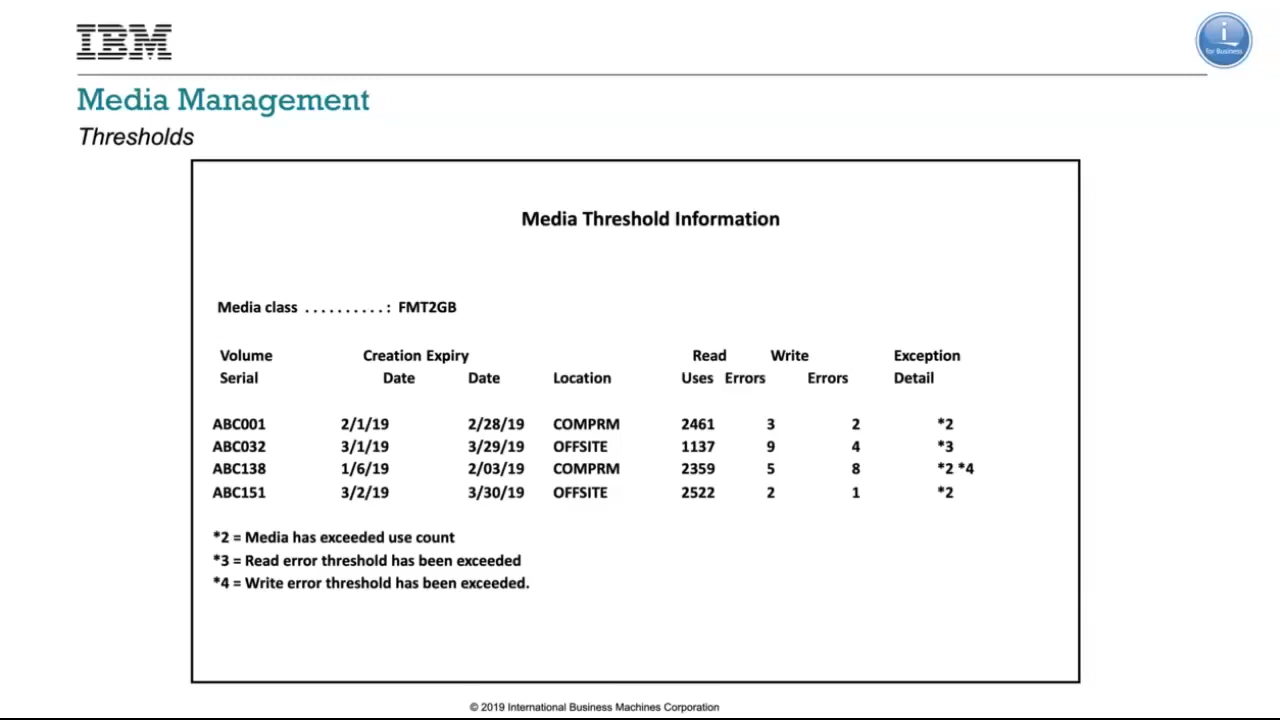 IBM
i
for Business
Media Management
Thresholds
Media Threshold Information
Media class . . . . . . . . . . : FMT2GB
Volume Creation Expiry Read Write Exception
Serial Date Date Location Uses Errors Errors Detail
ABC001 2/1/19 2/28/19 COMPRM 2461 3 2 *2
ABC032 3/1/19 3/29/19 OFFSITE 1137 9 4 *3
ABC138 1/6/19 2/03/19 COMPRM 2359 5 8 *2 *4
ABC151 3/2/19 3/30/19 OFFSITE 2522 2 1 *2
*2 = Media has exceeded use count
*3 = Read error threshold has been exceeded
*4 = Write error threshold has been exceeded.
© 2019 International Business Machines Corporation